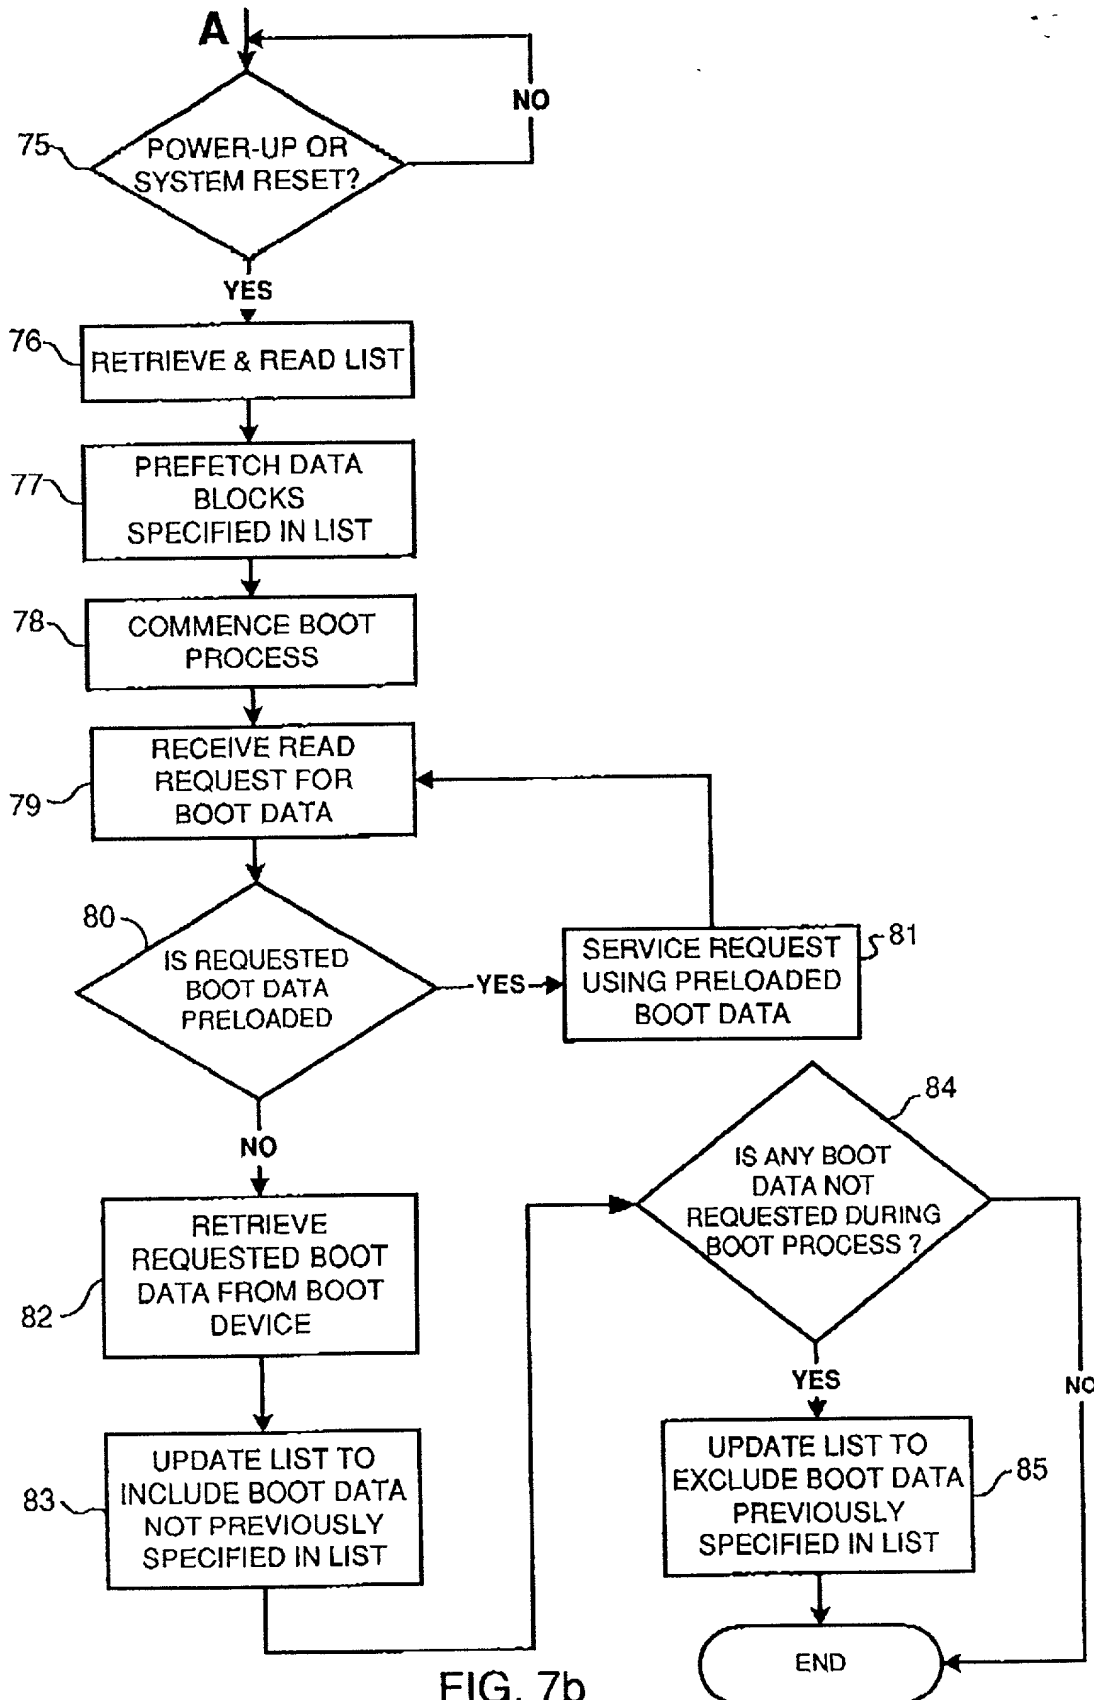 A
NO
75
POWER-UP OR
SYSTEM RESET?
YES
76
RETRIEVE & READ LIST
77
PREFETCH DATA
BLOCKS
SPECIFIED IN LIST
78
COMMENCE BOOT
PROCESS
79
RECEIVE READ
REQUEST FOR
BOOT DATA
80
IS REQUESTED
BOOT DATA
PRELOADED
YES
81
SERVICE REQUEST
USING PRELOADED
BOOT DATA
NO
82
RETRIEVE
REQUESTED BOOT
DATA FROM BOOT
DEVICE
83
UPDATE LIST TO
INCLUDE BOOT DATA
NOT PREVIOUSLY
SPECIFIED IN LIST
84
IS ANY BOOT
DATA NOT
REQUESTED DURING
BOOT PROCESS ?
YES
NO
85
UPDATE LIST TO
EXCLUDE BOOT DATA
PREVIOUSLY
SPECIFIED IN LIST
END
FIG. 7b